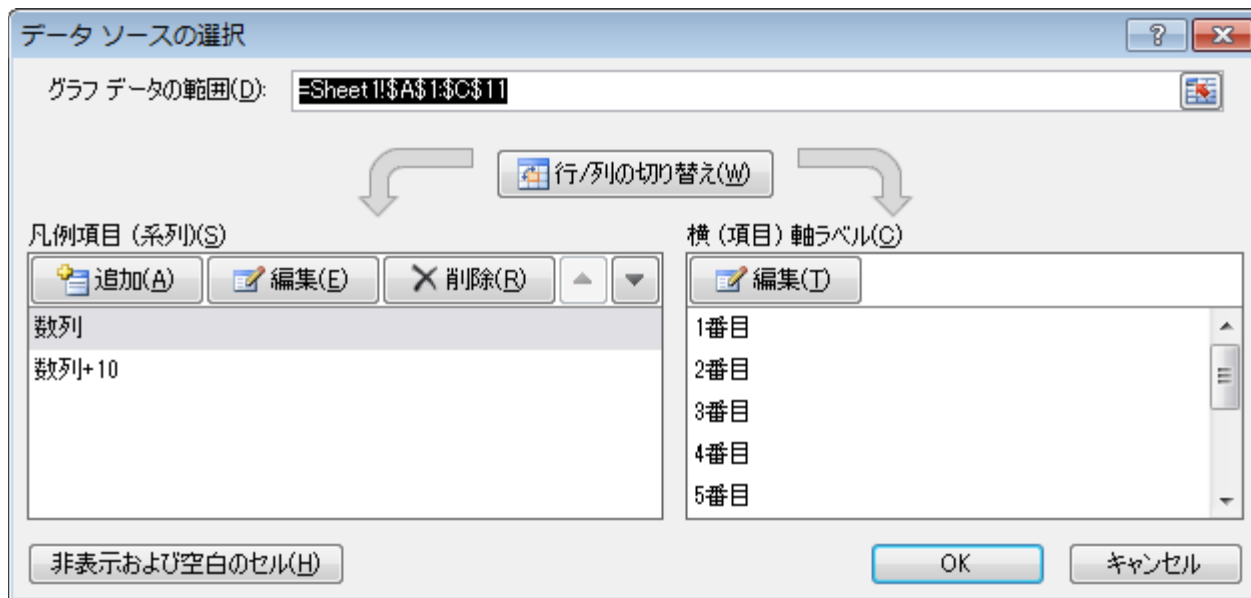 データ ソースの選択
グラフ データの範囲(D): =Sheet1!$A$1:$C$11
行/列の切り替え(W)
凡例項目 (系列)(S)
追加(A) 編集(E) 削除(R)
数列
数列+10
横 (項目) 軸ラベル(C)
編集(T)
1番目
2番目
3番目
4番目
5番目
非表示および空白のセル(H)
OK キャンセル